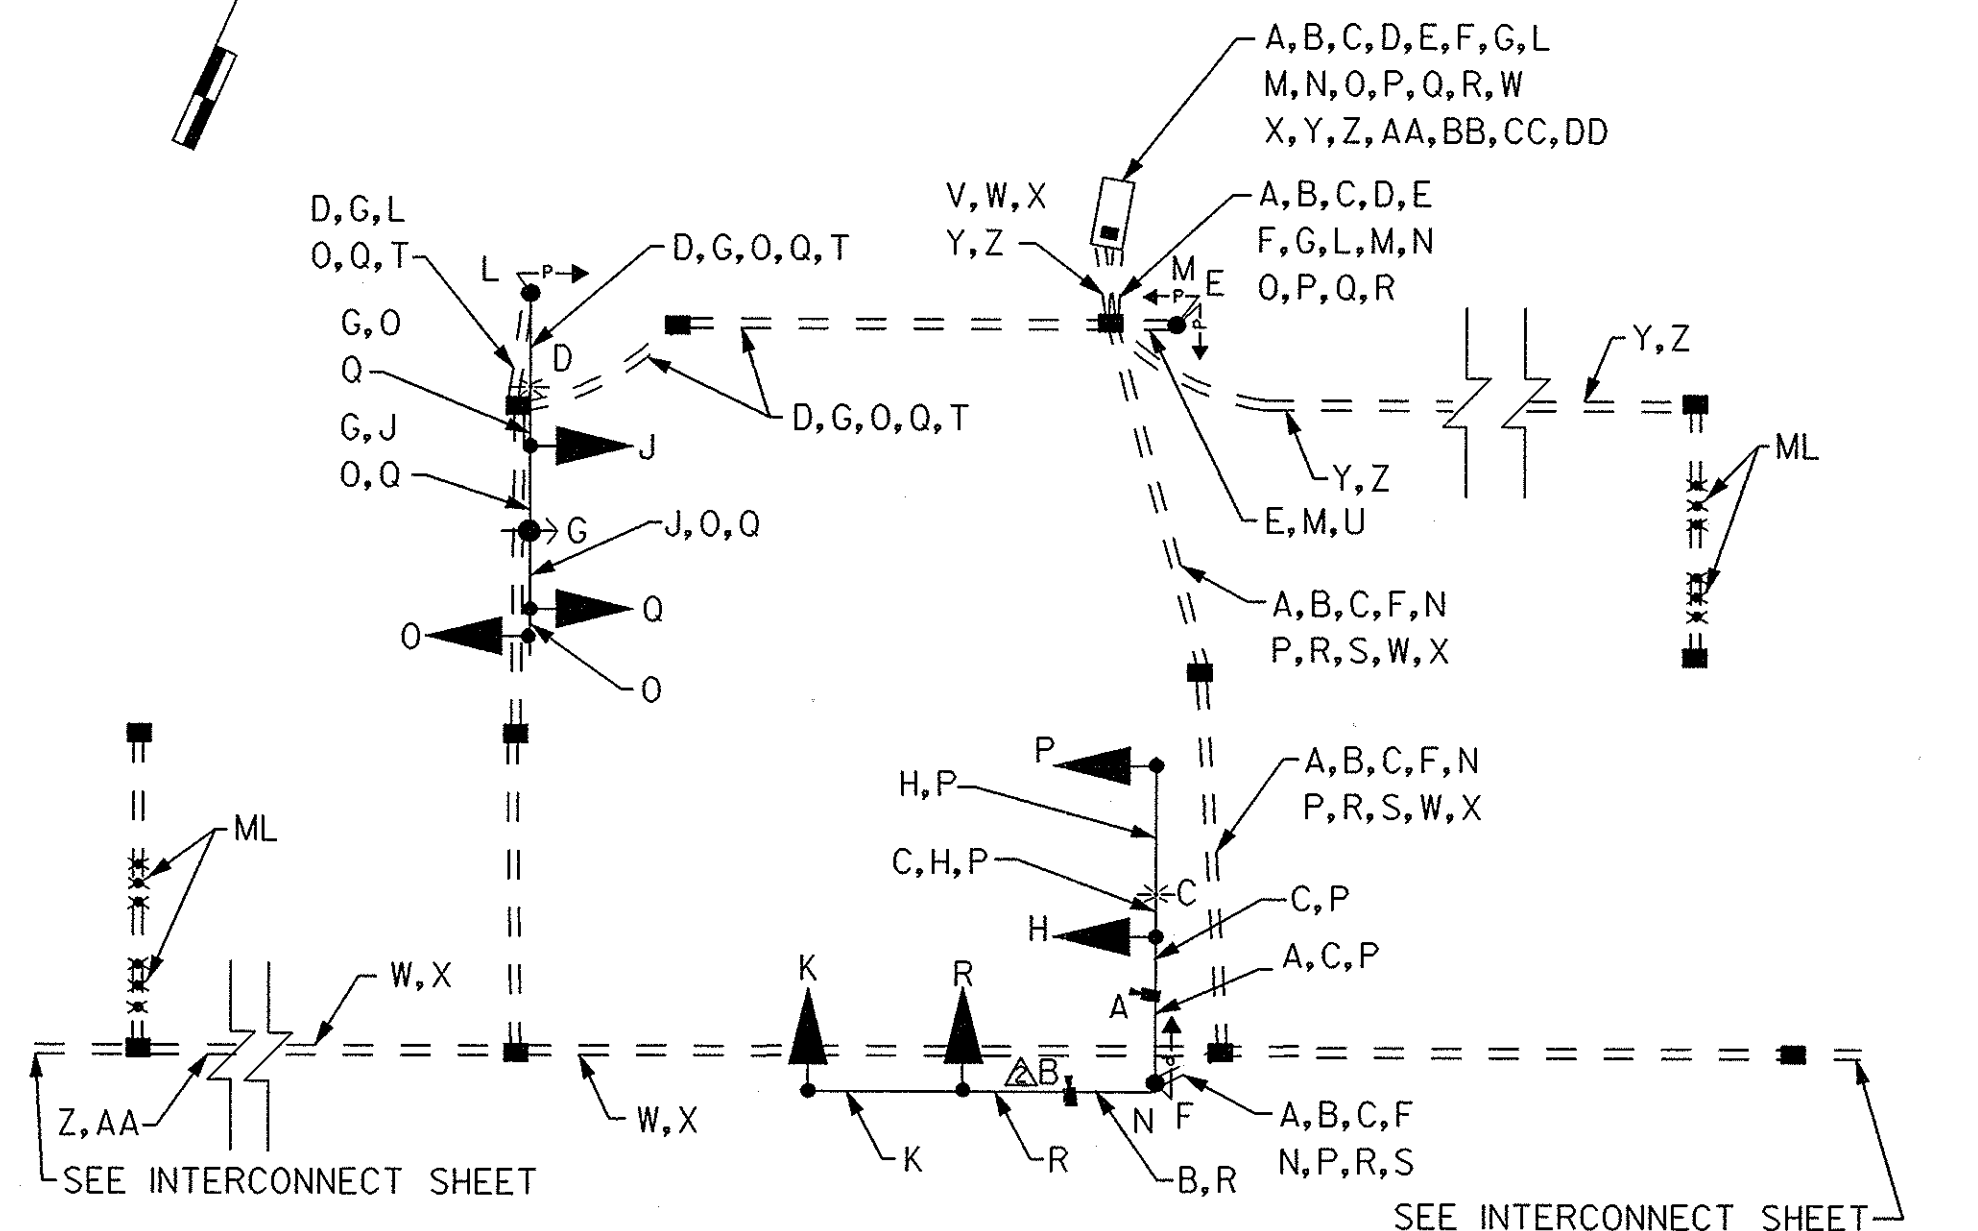 A,B,C,D,E,F,G,L
M,N,O,P,Q,R,W
X,Y,Z,AA,BB,CC,DD
V,W,X
Y,Z
A,B,C,D,E
F,G,L,M,N
O,P,Q,R
D,G,L
O,Q,T
L
P
D,G,O,Q,T
M
E
P
P
G,O
Q
D
Y,Z
D,G,O,Q,T
G,J
O,Q
J
ML
Y,Z
G
J,O,Q
E,M,U
Q
O
A,B,C,F,N
P,R,S,W,X
O
P
H,P
A,B,C,F,N
P,R,S,W,X
ML
C,H,P
C
C,P
H
A,C,P
W,X
K
R
A
P
2
B
Z,AA
W,X
N
F
A,B,C,F
N,P,R,S
K
R
B,R
SEE INTERCONNECT SHEET
SEE INTERCONNECT SHEET